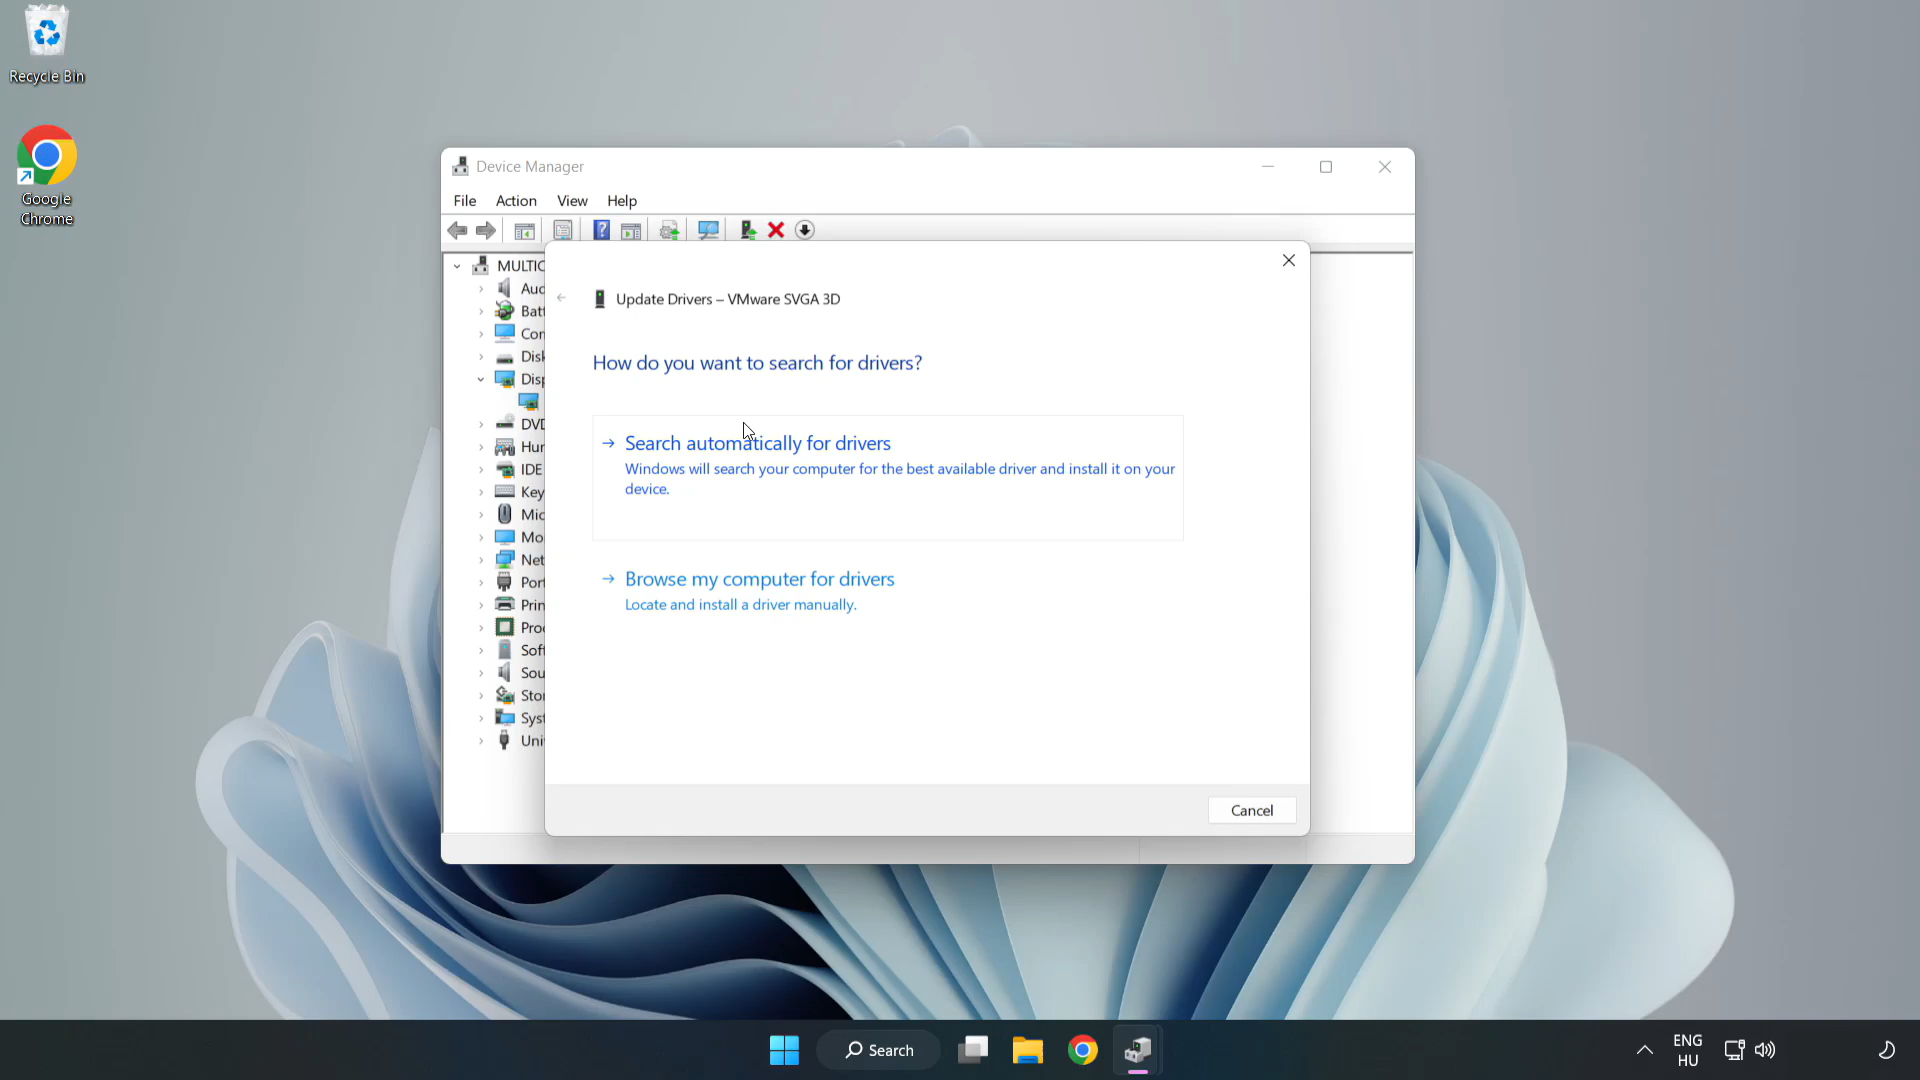 Recycle Bin
Google
Chrome
Device Manager
File Action View Help
MULTIC
Aud
Batt
Con
Disk
Disp
DVD
Hur
IDE
Key
Mic
Mo
Net
Port
Prin
Proc
Soft
Sou
Stor
Syst
Uni
Update Drivers – VMware SVGA 3D
How do you want to search for drivers?
Search automatically for drivers
Windows will search your computer for the best available driver and install it on your
device.
Browse my computer for drivers
Locate and install a driver manually.
Cancel
Search
ENG
HU